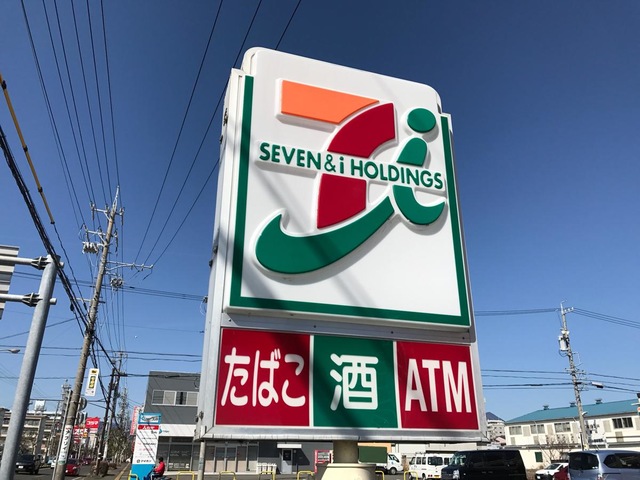 SEVEN & i HOLDINGS
たばこ 酒 ATM